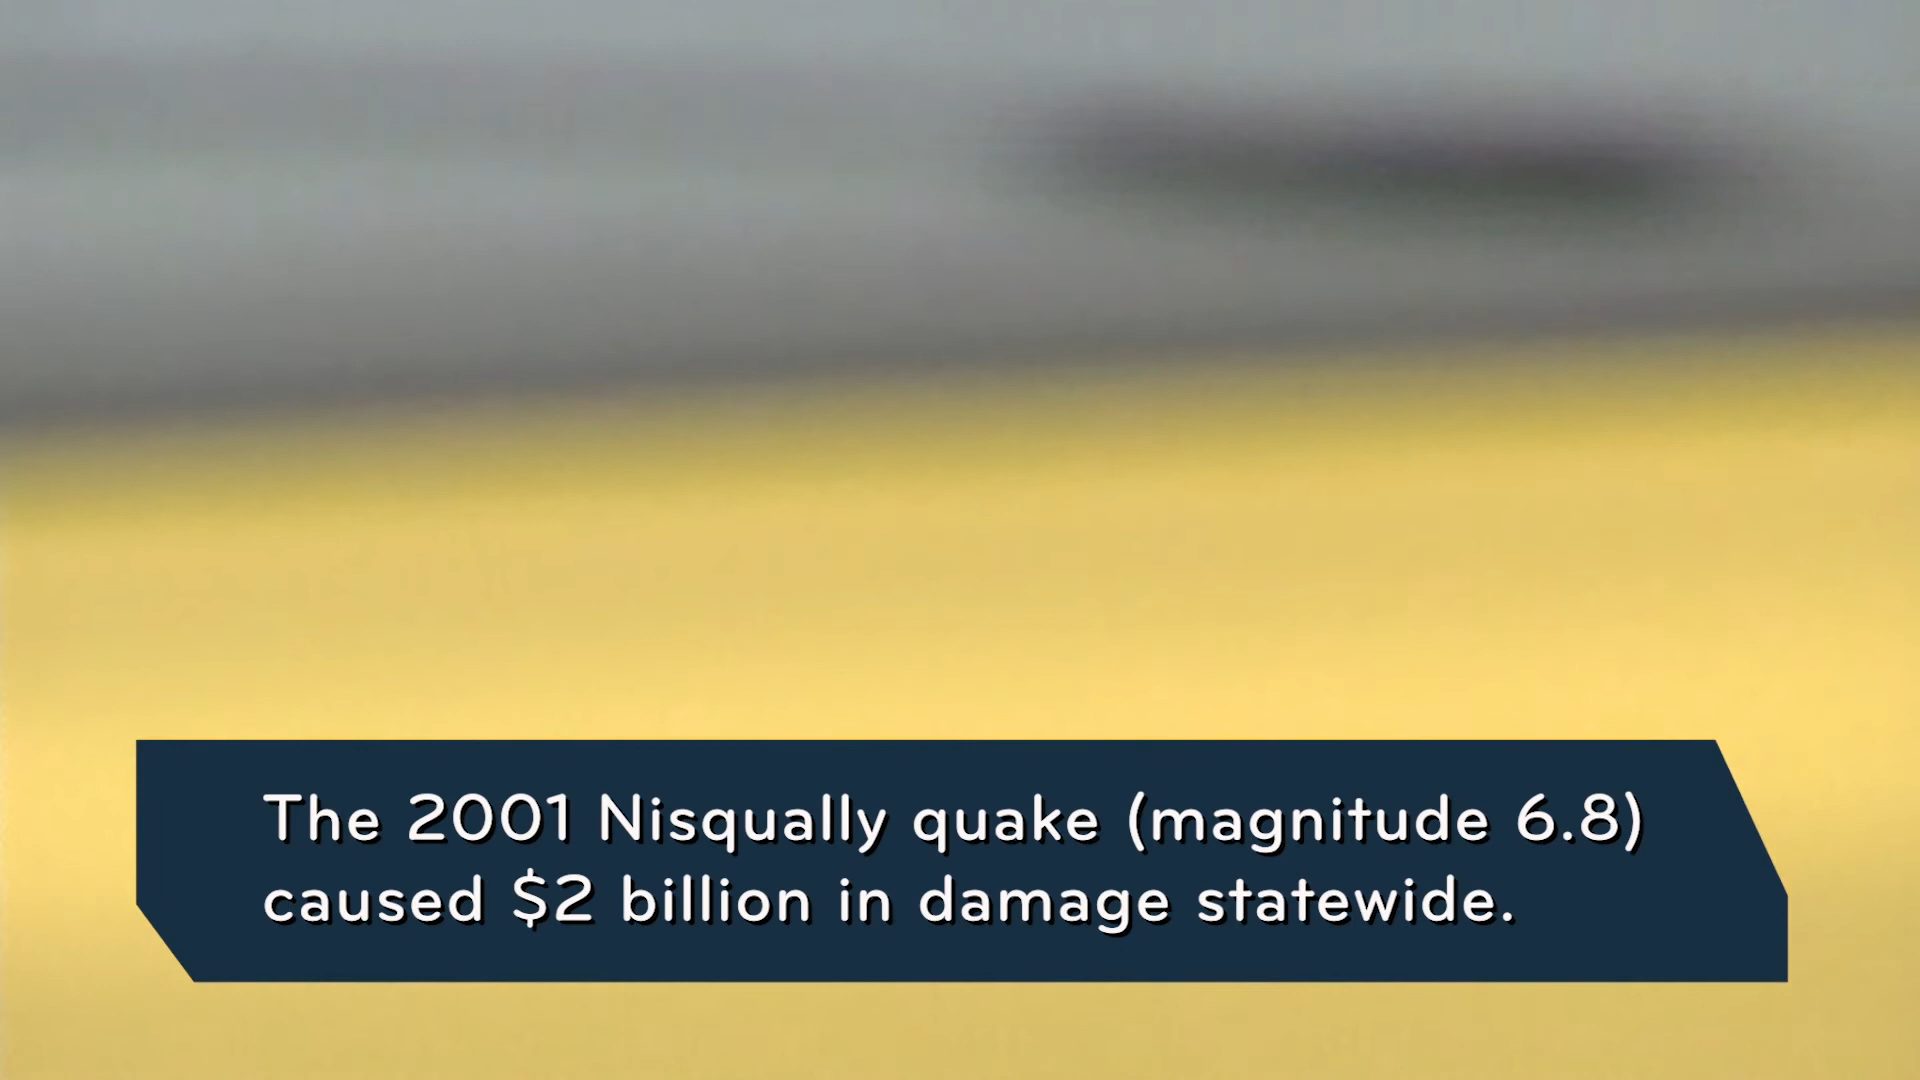 The 2001 Nisqually quake (magnitude 6.8)
caused $2 billion in damage statewide.